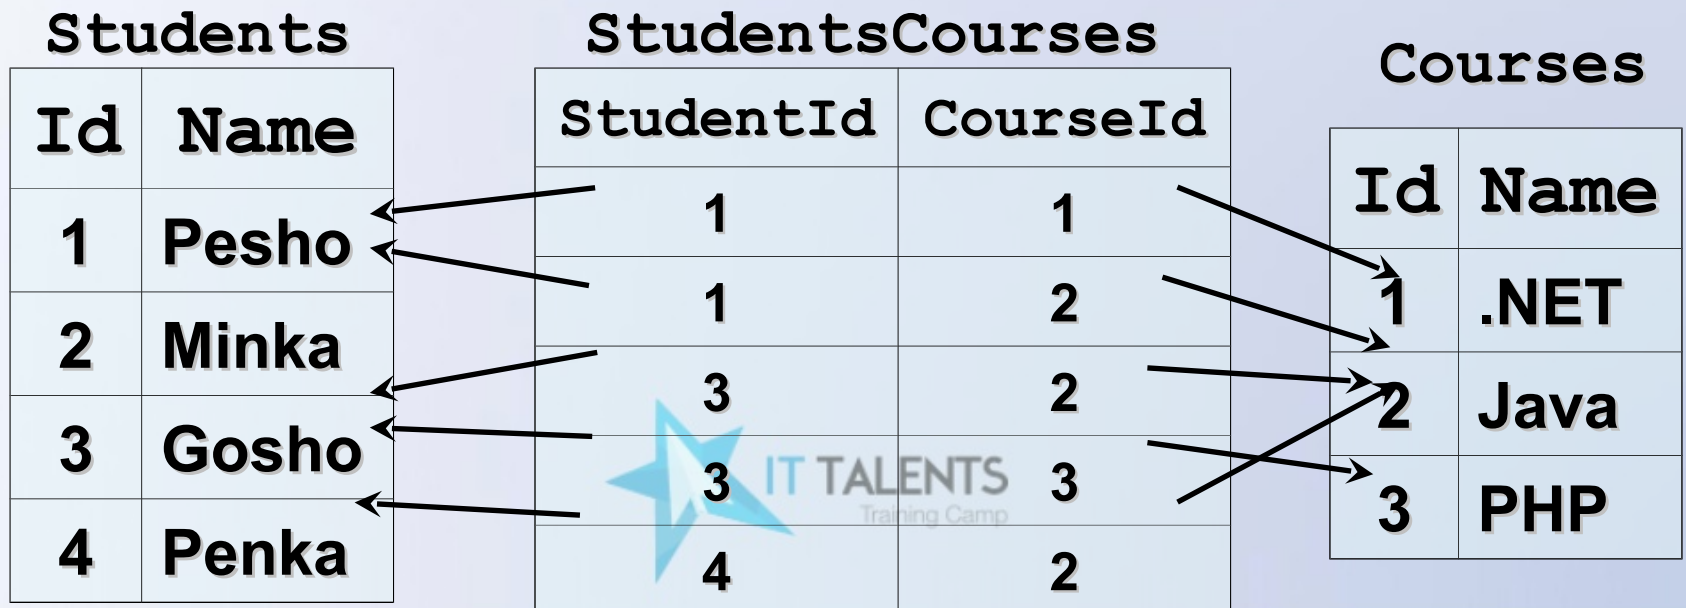 Students
Id Name
1 Pesho
2 Minka
3 Gosho
4 Penka
StudentsCourses
StudentId CourseId
1 1
1 2
3 2
3 3
4 2
IT TALENTS
Training Camp
Courses
Id Name
1 .NET
2 Java
3 PHP